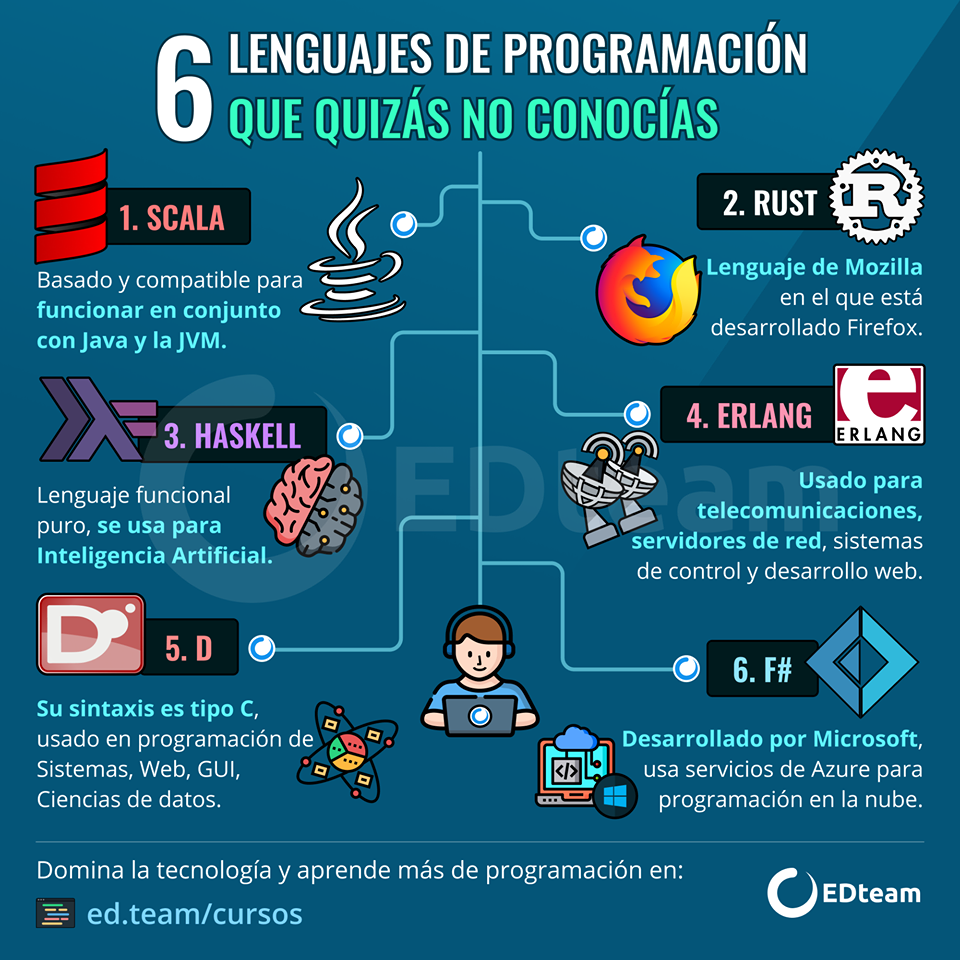 6 LENGUAJES DE PROGRAMACIÓN
QUE QUIZÁS NO CONOCÍAS
1. SCALA
Basado y compatible para
funcionar en conjunto
con Java y la JVM.
2. RUST
R
Lenguaje de Mozilla
en el que está
desarrollado Firefox.
3. HASKELL
Lenguaje funcional
puro, se usa para
Inteligencia Artificial.
4. ERLANG
e
ERLANG
Usado para
telecomunicaciones,
servidores de red, sistemas
de control y desarrollo web.
EDteam
D
5. D
Su sintaxis es tipo C,
usado en programación de
Sistemas, Web, GUI,
Ciencias de datos.
6. F#
Desarrollado por Microsoft,
usa servicios de Azure para
programación en la nube.
</>
Domina la tecnología y aprende más de programación en:
ed.team/cursos
EDteam